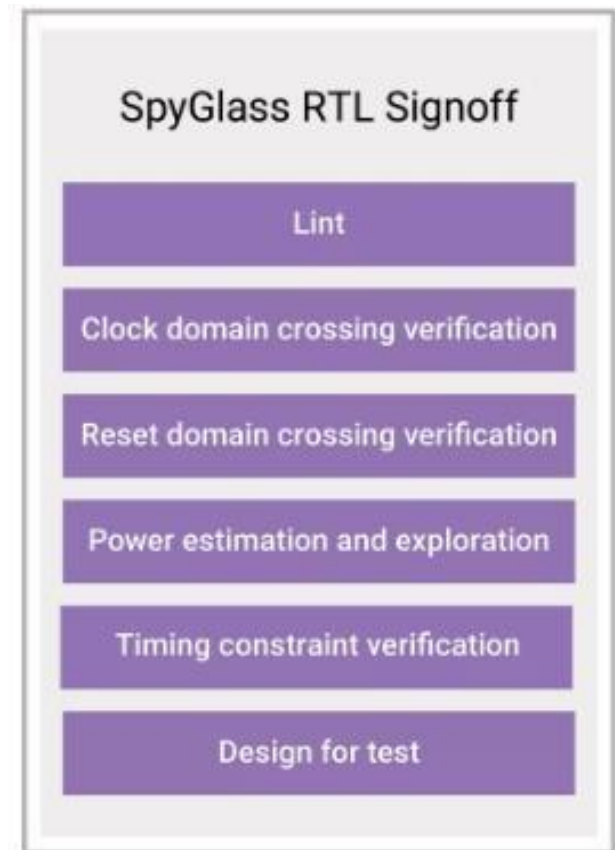 SpyGlass RTL Signoff
Lint
Clock domain crossing verification
Reset domain crossing verification
Power estimation and exploration
Timing constraint verification
Design for test